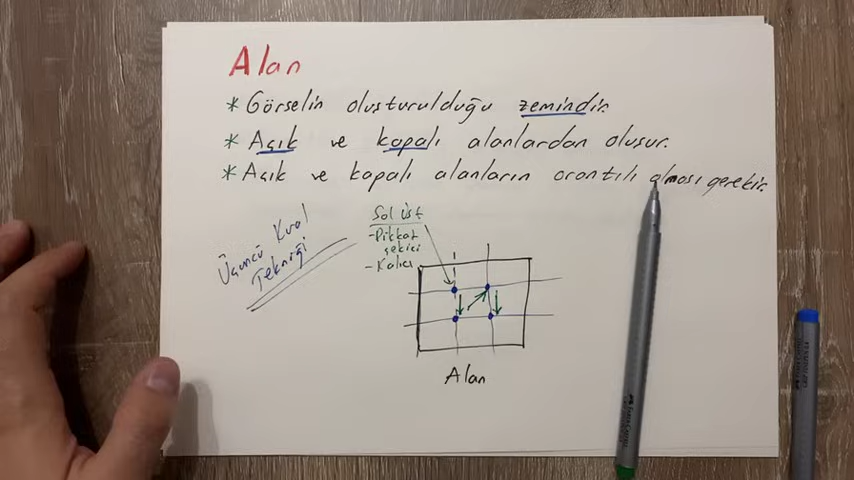 Alan
* Görselin oluşturulduğu zemindir.
* Açık ve kapalı alanlardan oluşur.
* Açık ve kapalı alanların orantılı olması gerekir.
Üçüncü Kural
Tekniği
Sol üst
- Dikkat
çekici
- Kalıcı
Alan